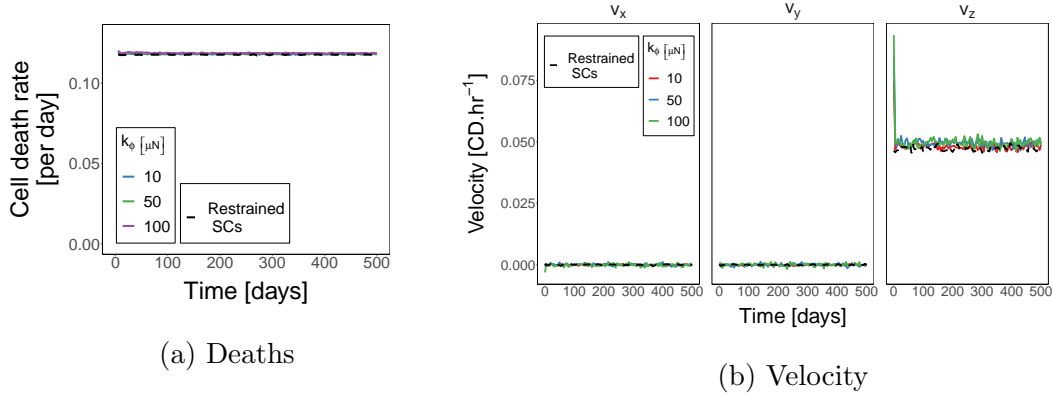 Cell death rate
[per day]
0.10
0.05
0.00
kϕ [μN]
10
50
100
Restrained
SCs
0 100 200 300 400 500
Time [days]
(a) Deaths
vx vy vz
Velocity [CD.hr−1]
0.075
0.050
0.025
0.000
Restrained
SCs
kϕ [μN]
10
50
100
0 100 200 300 400 500 0 100 200 300 400 500 0 100 200 300 400 500
Time [days]
(b) Velocity